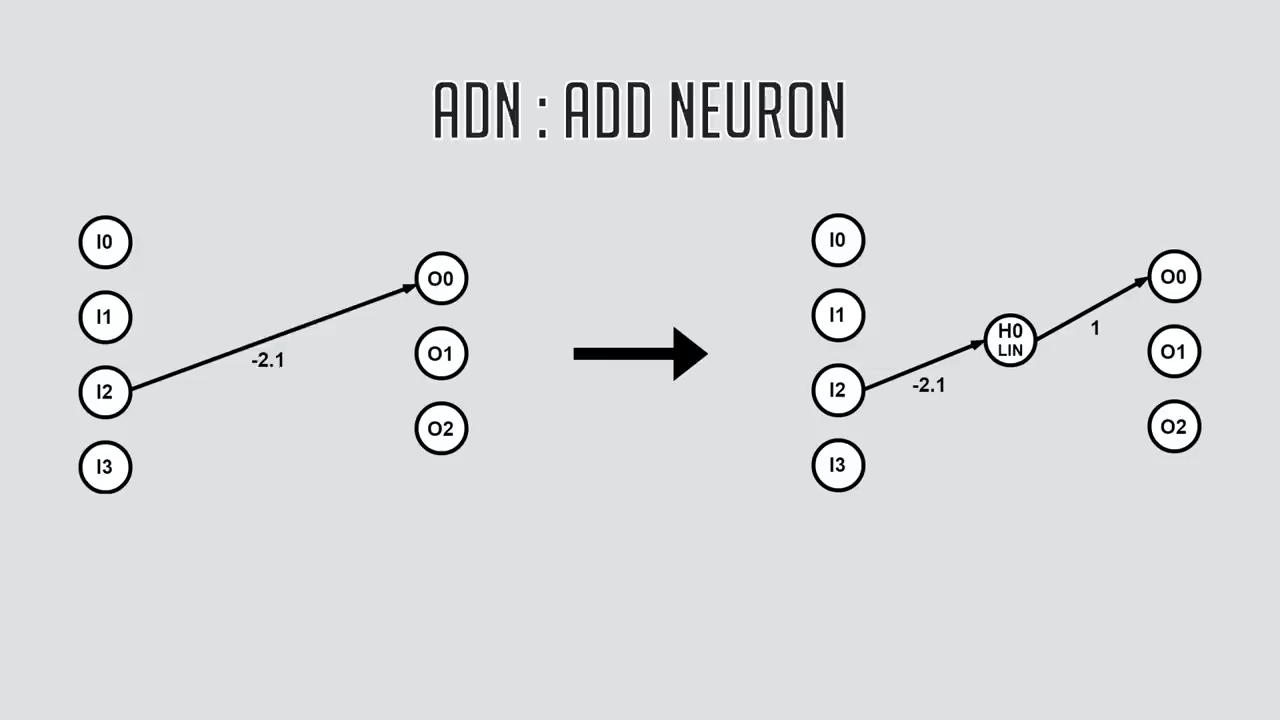 ADN : ADD NEURON
I0
I1
I2
I3
-2.1
O0
O1
O2
I0
I1
I2
I3
-2.1
H0
LIN
1
O0
O1
O2